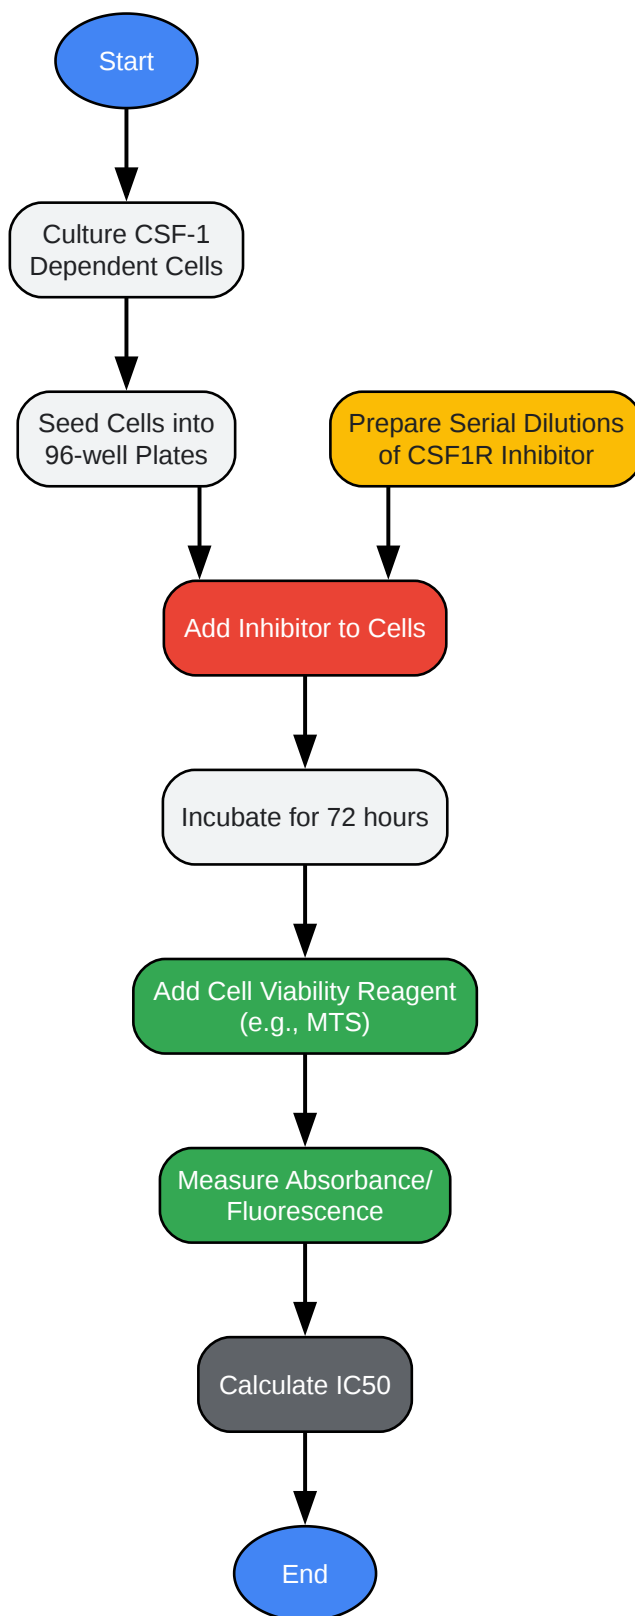 Start
Culture CSF-1
Dependent Cells
Seed Cells into
96-well Plates
Prepare Serial Dilutions
of CSF1R Inhibitor
Add Inhibitor to Cells
Incubate for 72 hours
Add Cell Viability Reagent
(e.g., MTS)
Measure Absorbance/
Fluorescence
Calculate IC50
End